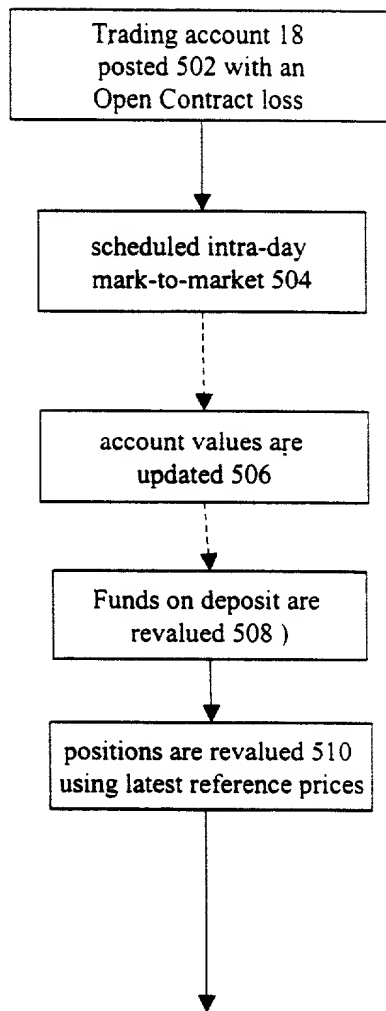 Trading account 18
posted 502 with an
Open Contract loss
scheduled intra-day
mark-to-market 504
account values are
updated 506
Funds on deposit are
revalued 508 )
positions are revalued 510
using latest reference prices